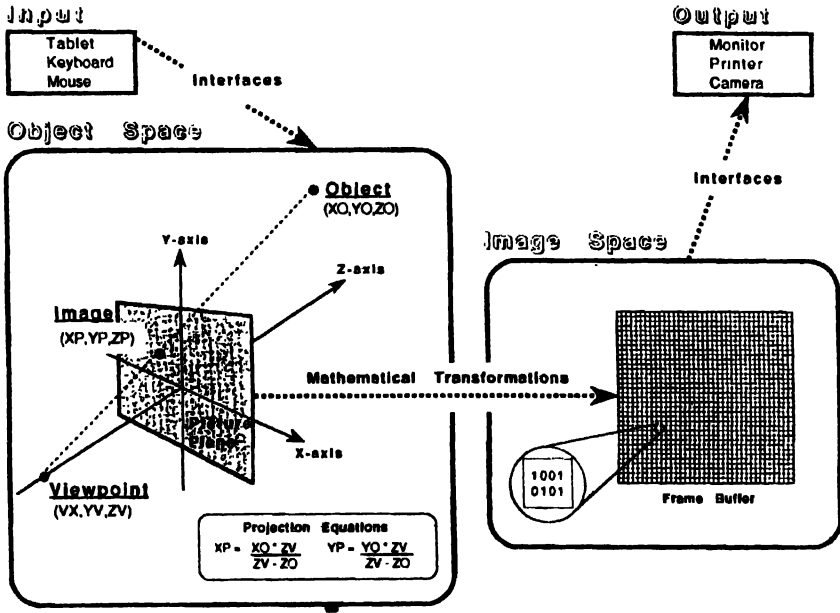 Input
Tablet
Keyboard
Mouse
Interfaces
Output
Monitor
Printer
Camera
Interfaces
Object Space
Object
(XO,YO,ZO)
Y-axis
Z-axis
Image
(XP,YP,ZP)
Picture
Plane
X-axis
Viewpoint
(VX,YV,ZV)
Projection Equations
XP = XO * ZV YP = YO * ZV
ZV - ZO ZV - ZO
Mathematical Transformations
Image Space
1001
0101
Frame Buffer